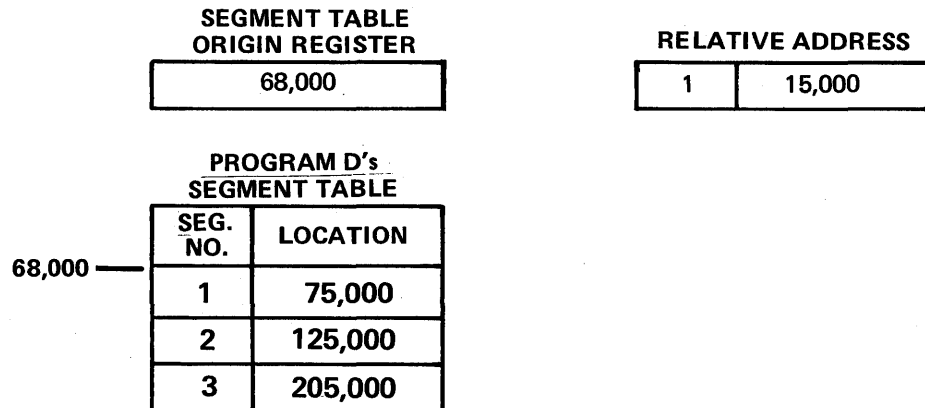 SEGMENT TABLE
ORIGIN REGISTER
68,000
RELATIVE ADDRESS
1 15,000
PROGRAM D's
SEGMENT TABLE
SEG.
NO. LOCATION
68,000
1 75,000
2 125,000
3 205,000